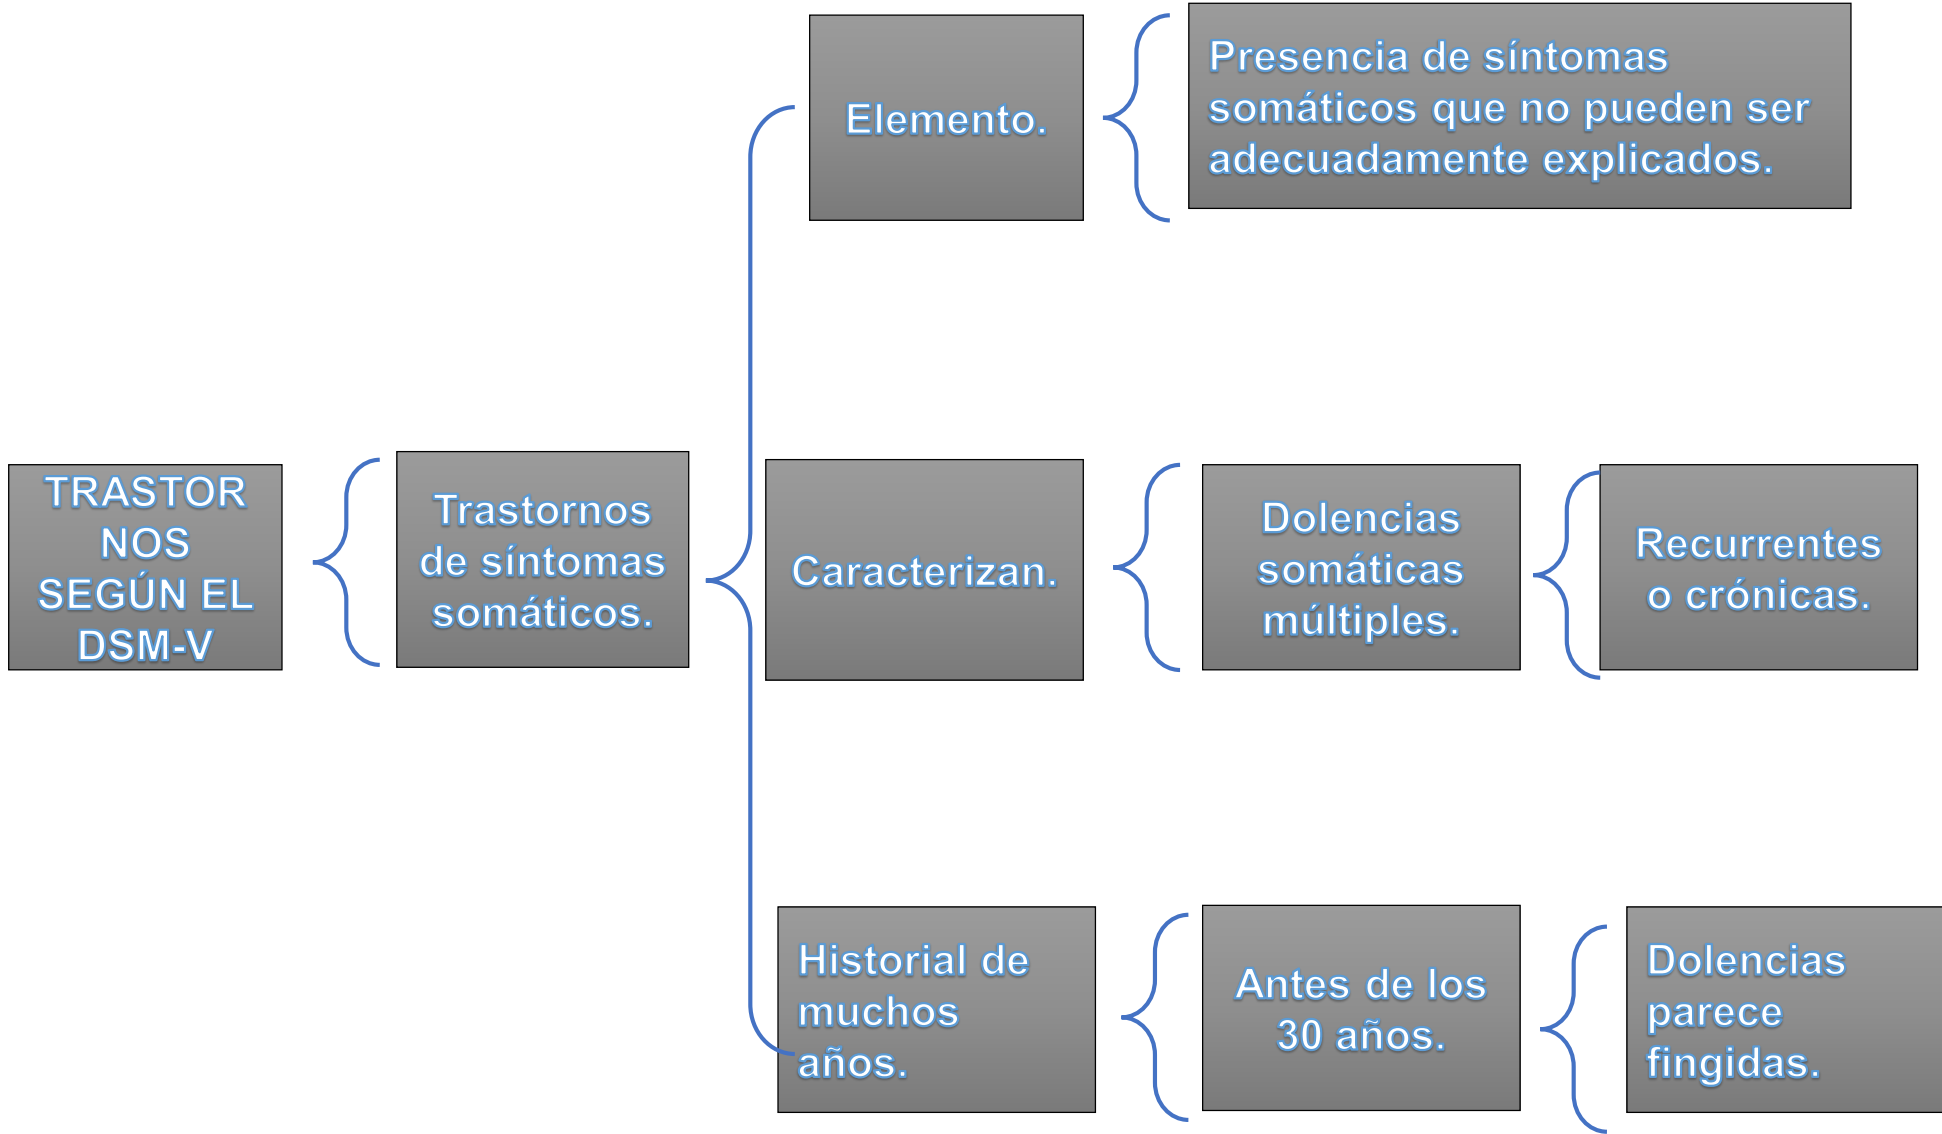 Elemento.
Presencia de síntomas
somáticos que no pueden ser
adecuadamente explicados.
TRASTOR
NOS
SEGÚN EL
DSM-V
Trastornos
de síntomas
somáticos.
Caracterizan.
Dolencias
somáticas
múltiples.
Recurrentes
o crónicas.
Historial de
muchos
años.
Antes de los
30 años.
Dolencias
parece
fingidas.